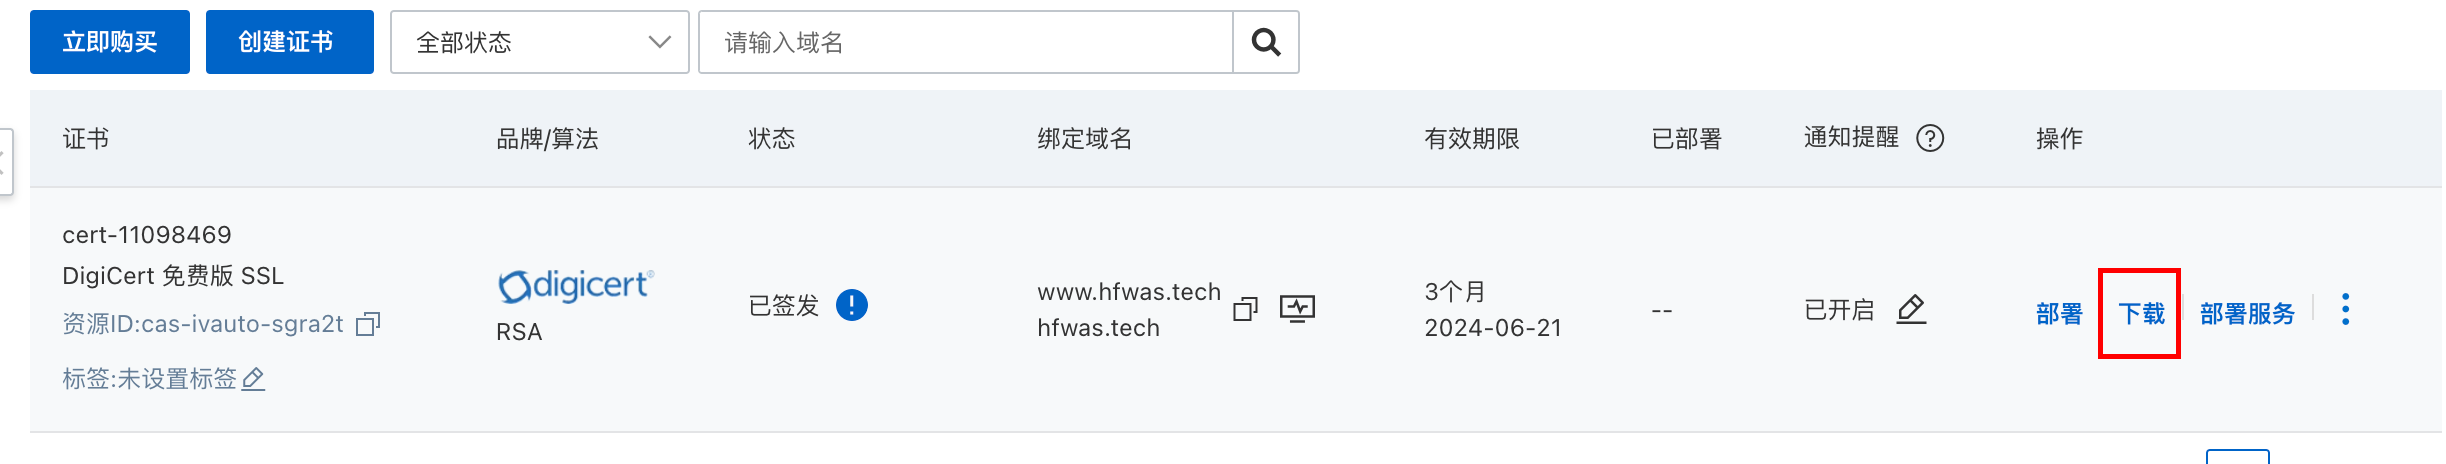 立即购买 创建证书 全部状态 请输入域名
证书 品牌/算法 状态 绑定域名 有效期限 已部署 通知提醒 ? 操作
cert-11098469
DigiCert 免费版 SSL
资源ID:cas-ivauto-sgra2t
标签:未设置标签
digicert®
RSA
已签发
www.hfwas.tech
hfwas.tech
3个月
2024-06-21
--
已开启
部署 下载 部署服务